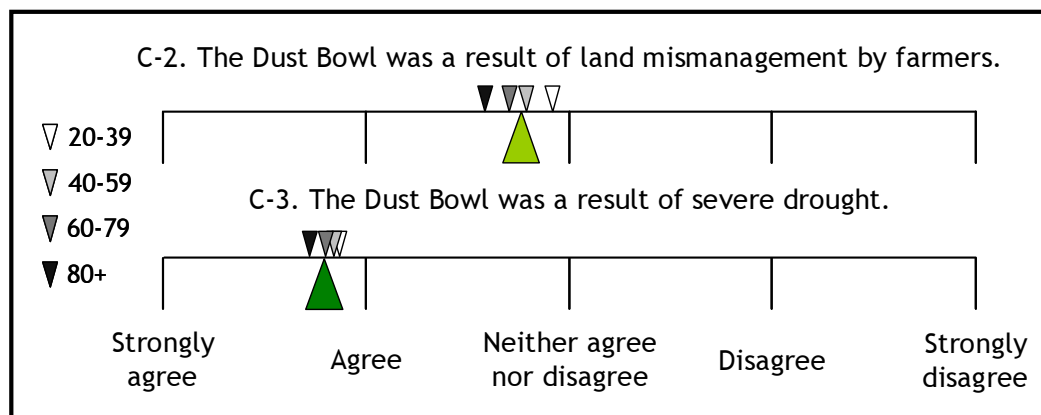 C-2. The Dust Bowl was a result of land mismanagement by farmers.
20-39
40-59
60-79
80+
C-3. The Dust Bowl was a result of severe drought.
Strongly
agree
Agree
Neither agree
nor disagree
Disagree
Strongly
disagree